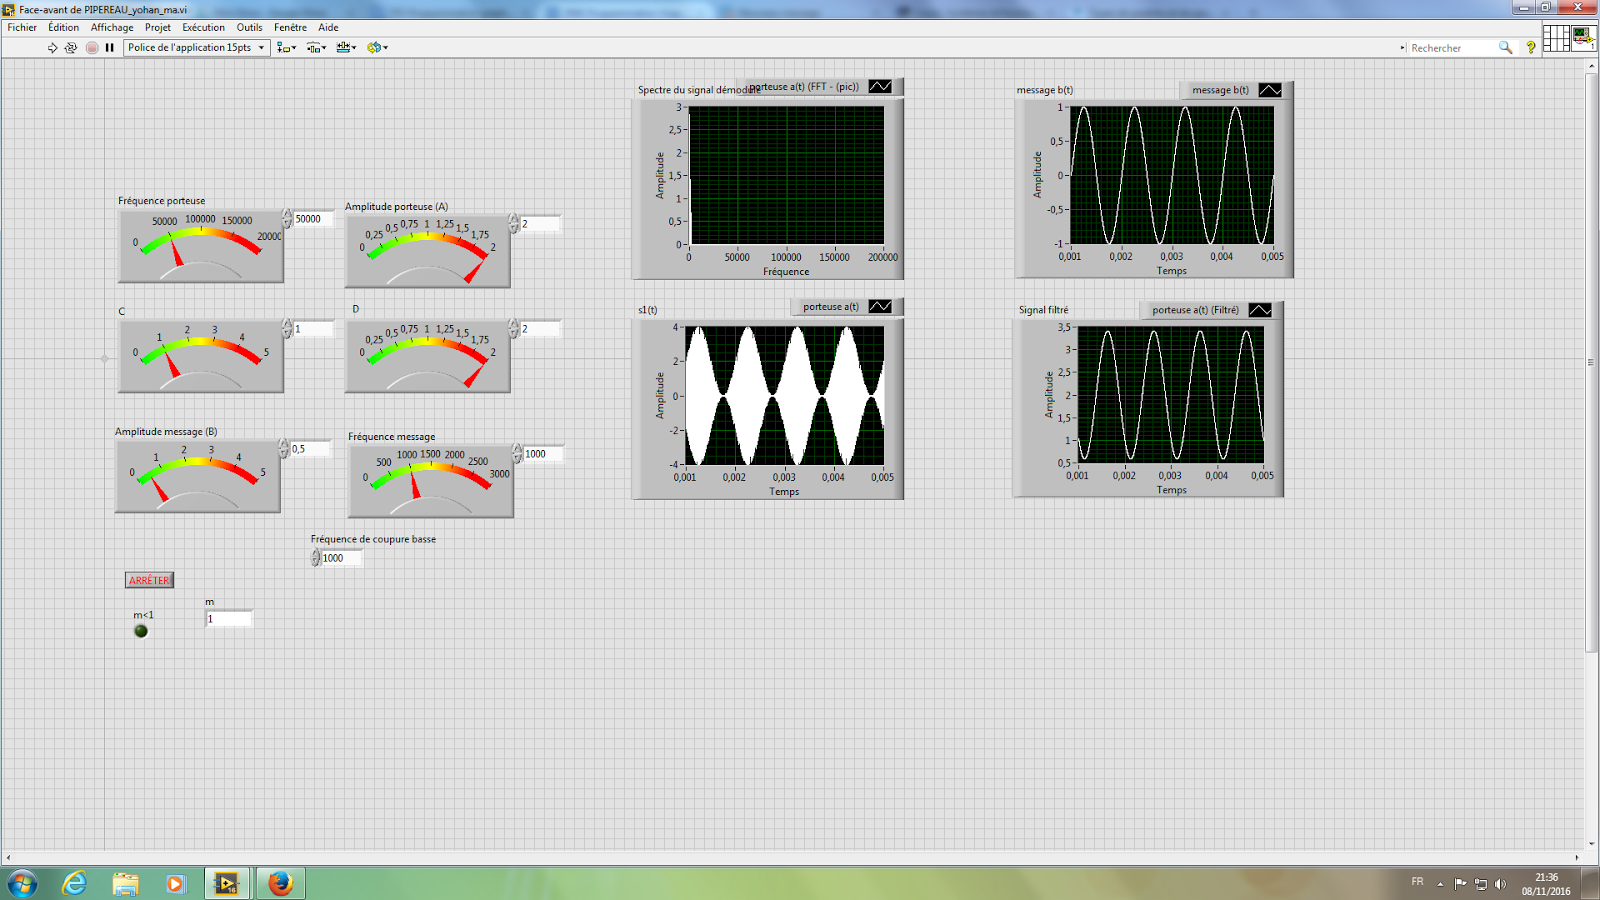 Face-avant de PIPEREAU_yohan_ma.vi
Fichier Édition Affichage Projet Exécution Outils Fenêtre Aide
Police de l'application 15pts
Rechercher
1
Fréquence porteuse
0 50000 100000 150000 20000
50000
Amplitude porteuse (A)
0 0,25 0,5 0,75 1 1,25 1,5 1,75 2
2
C
0 1 2 3 4 5
1
D
0 0,25 0,5 0,75 1 1,25 1,5 1,75 2
2
Amplitude message (B)
0 1 2 3 4 5
0,5
Fréquence message
0 500 1000 1500 2000 2500 3000
1000
Fréquence de coupure basse
1000
ARRÊTER
m<1
m
1
Spectre du signal démodulé
porteuse a(t) (FFT - (pic))
Amplitude
3
2,5
2
1,5
1
0,5
0
0 50000 100000 150000 200000
Fréquence
message b(t)
message b(t)
Amplitude
1
0,5
0
-0,5
-1
0,001 0,002 0,003 0,004 0,005
Temps
s1(t)
porteuse a(t)
Amplitude
4
2
0
-2
-4
0,001 0,002 0,003 0,004 0,005
Temps
Signal filtré
porteuse a(t) (Filtré)
Amplitude
3,5
3
2,5
2
1,5
1
0,5
0,001 0,002 0,003 0,004 0,005
Temps
16
FR
21:36
08/11/2016